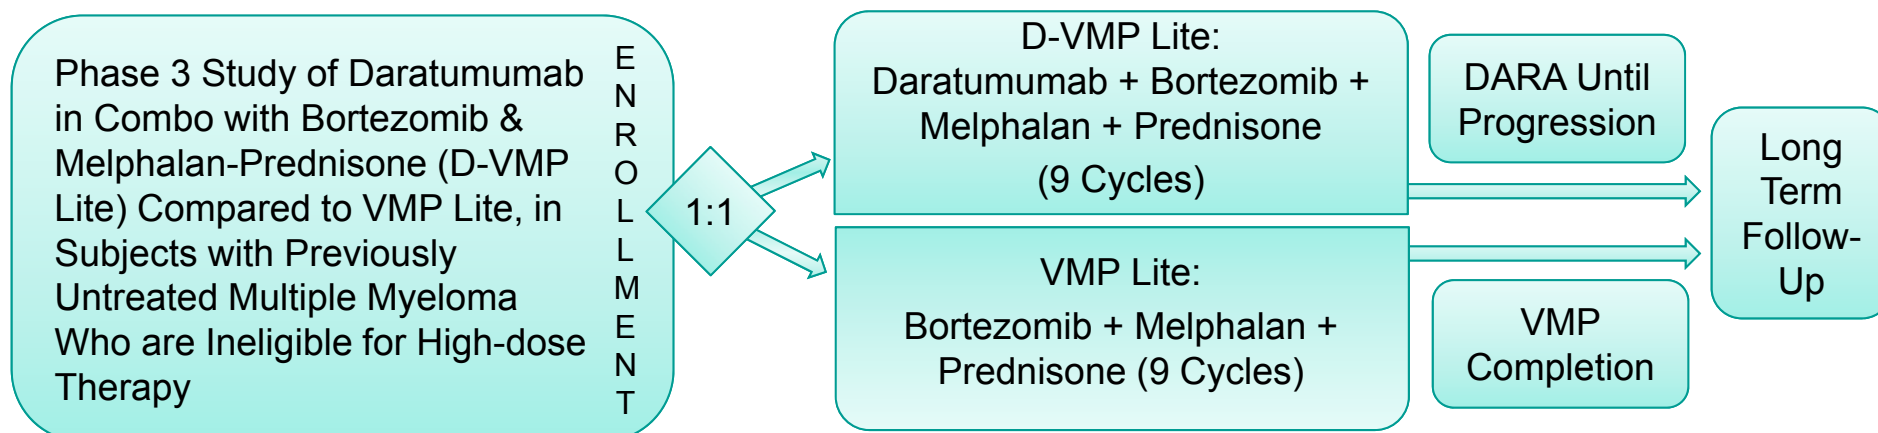 Phase 3 Study of Daratumumab
in Combo with Bortezomib &
Melphalan-Prednisone (D-VMP
Lite) Compared to VMP Lite, in
Subjects with Previously
Untreated Multiple Myeloma
Who are Ineligible for High-dose
Therapy
E
N
R
O
L
L
M
E
N
T
1:1
D-VMP Lite:
Daratumumab + Bortezomib +
Melphalan + Prednisone
(9 Cycles)
VMP Lite:
Bortezomib + Melphalan +
Prednisone (9 Cycles)
DARA Until
Progression
VMP
Completion
Long
Term
Follow-
Up